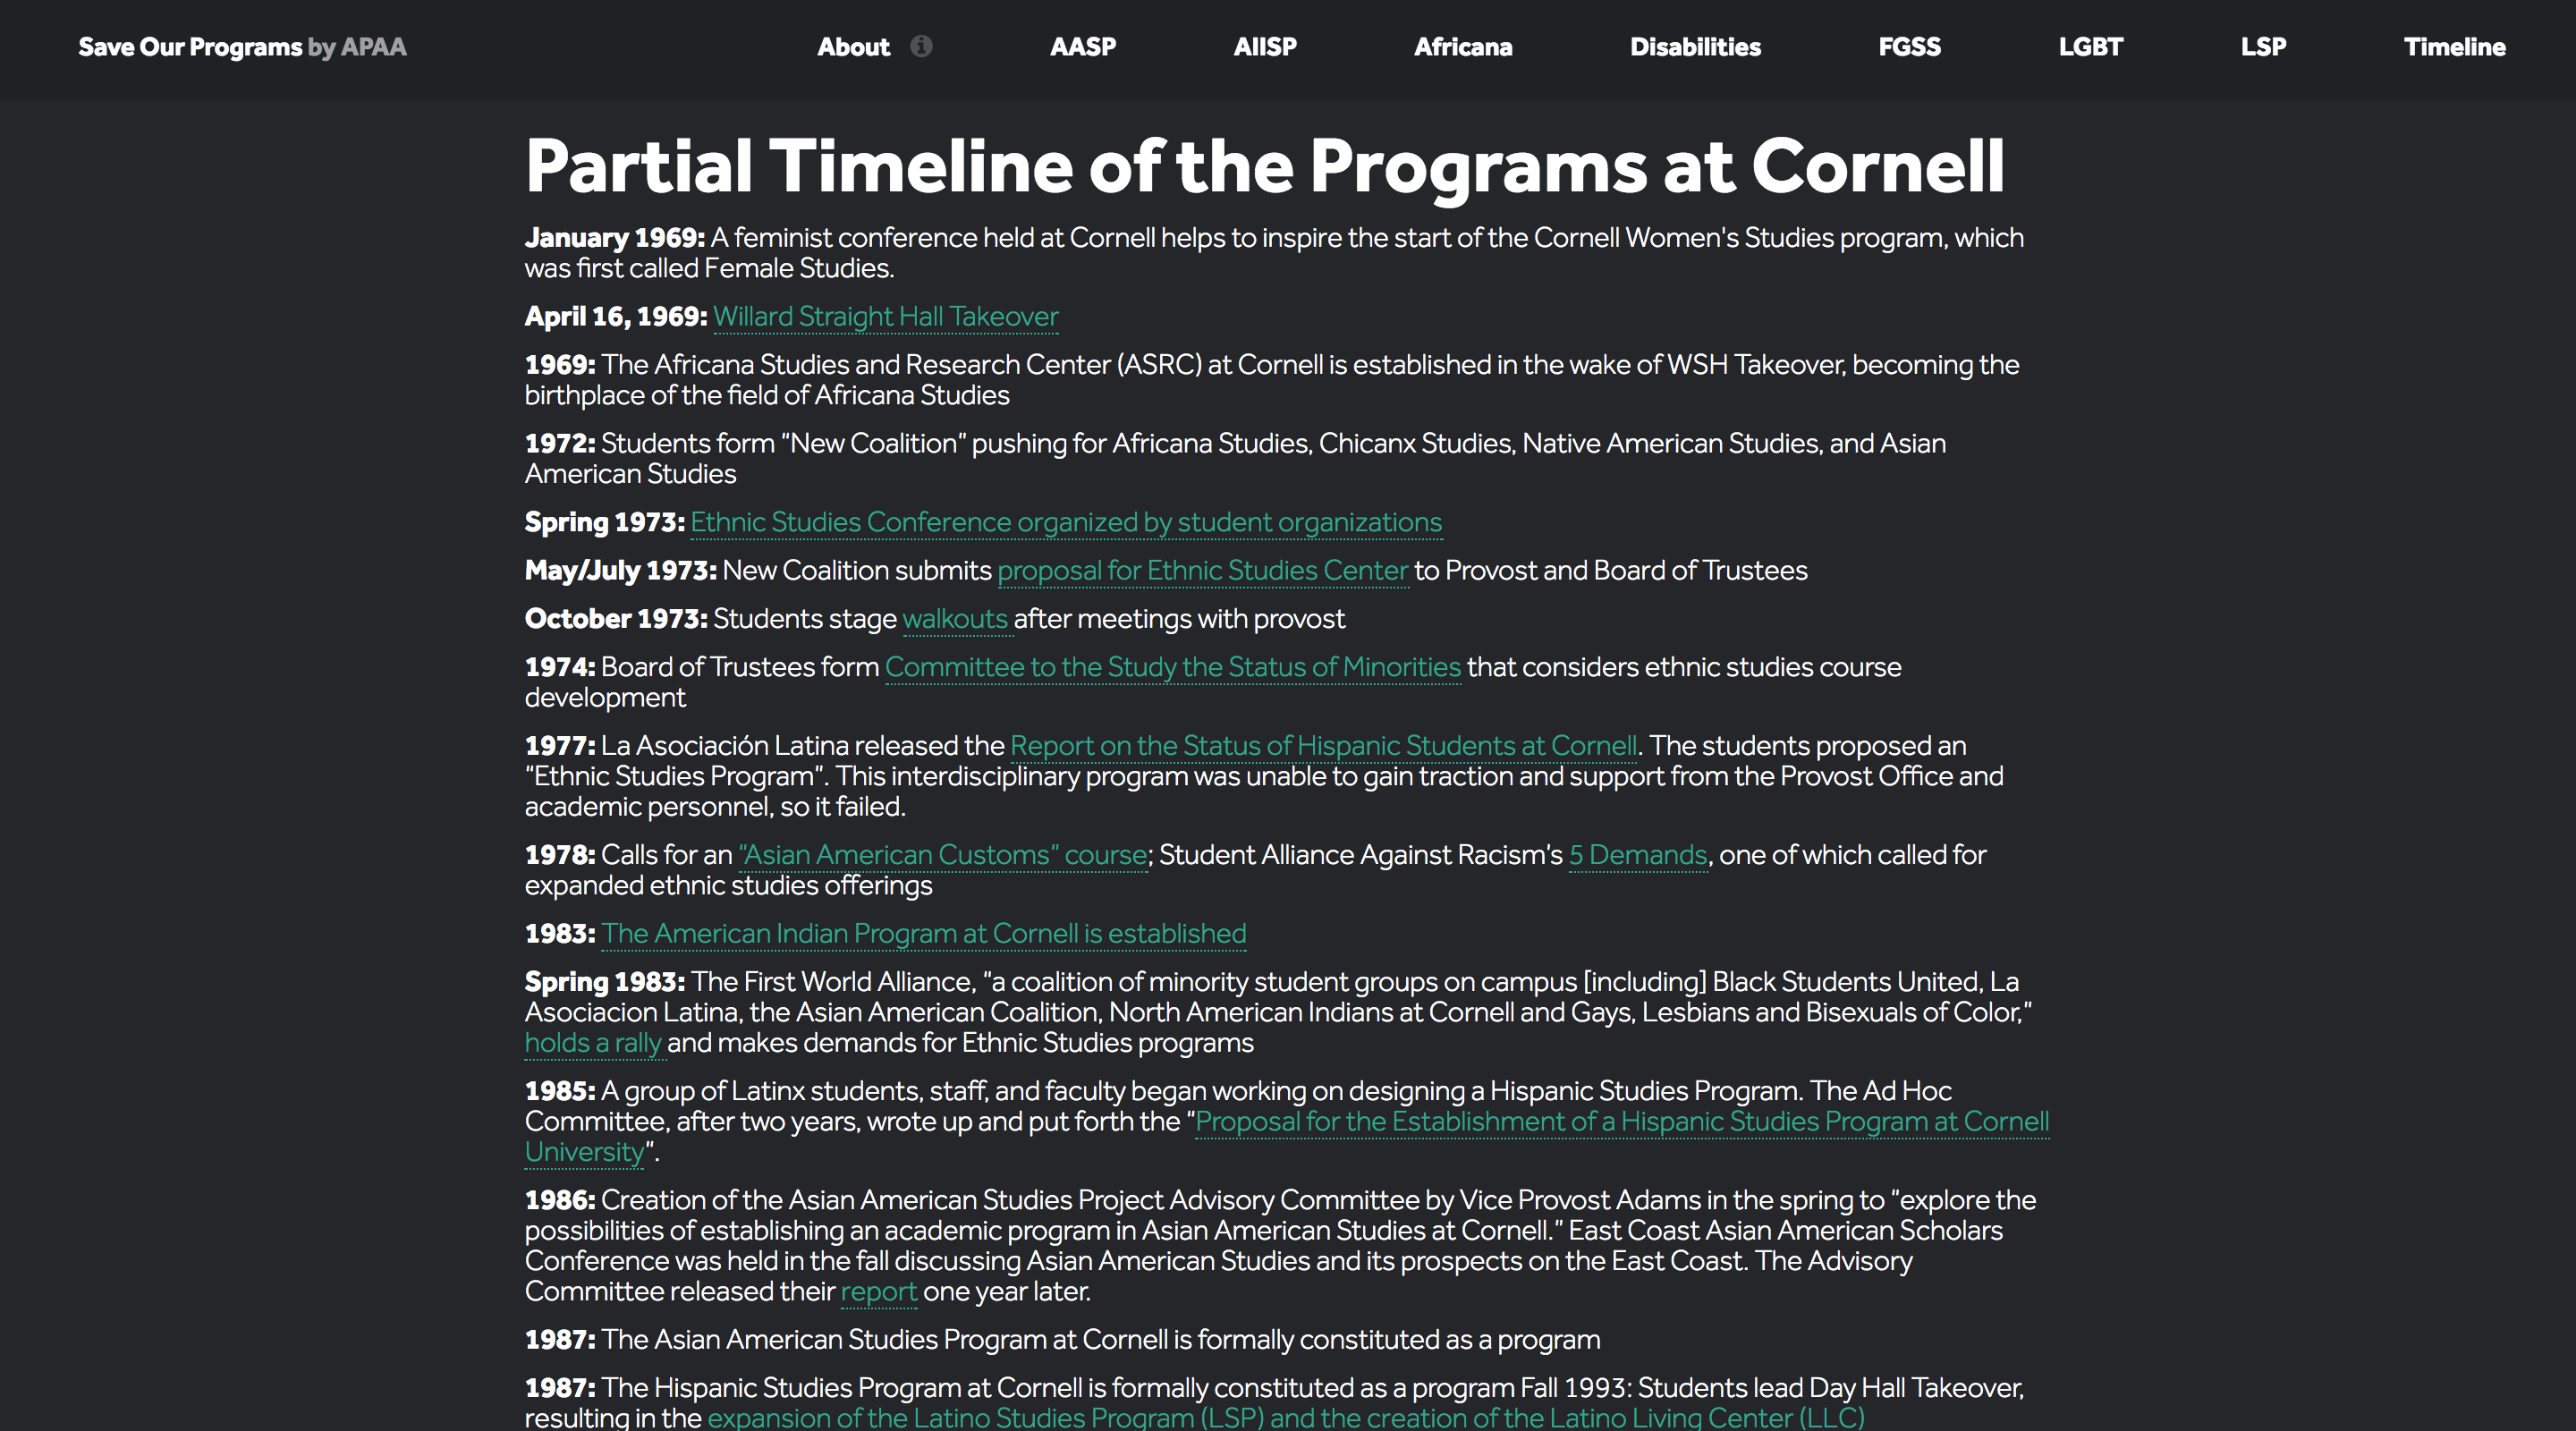 Save Our Programs by APAA
About
AASP
AIISP
Africana
Disabilities
FGSS
LGBT
LSP
Timeline
Partial Timeline of the Programs at Cornell
January 1969: A feminist conference held at Cornell helps to inspire the start of the Cornell Women's Studies program, which
was first called Female Studies.
April 16, 1969: Willard Straight Hall Takeover
1969: The Africana Studies and Research Center (ASRC) at Cornell is established in the wake of WSH Takeover, becoming the
birthplace of the field of Africana Studies
1972: Students form “New Coalition” pushing for Africana Studies, Chicanx Studies, Native American Studies, and Asian
American Studies
Spring 1973: Ethnic Studies Conference organized by student organizations
May/July 1973: New Coalition submits proposal for Ethnic Studies Center to Provost and Board of Trustees
October 1973: Students stage walkouts after meetings with provost
1974: Board of Trustees form Committee to the Study the Status of Minorities that considers ethnic studies course
development
1977: La Asociación Latina released the Report on the Status of Hispanic Students at Cornell. The students proposed an
“Ethnic Studies Program”. This interdisciplinary program was unable to gain traction and support from the Provost Office and
academic personnel, so it failed.
1978: Calls for an “Asian American Customs” course; Student Alliance Against Racism’s 5 Demands, one of which called for
expanded ethnic studies offerings
1983: The American Indian Program at Cornell is established
Spring 1983: The First World Alliance, “a coalition of minority student groups on campus [including] Black Students United, La
Asociacion Latina, the Asian American Coalition, North American Indians at Cornell and Gays, Lesbians and Bisexuals of Color,”
holds a rally and makes demands for Ethnic Studies programs
1985: A group of Latinx students, staff, and faculty began working on designing a Hispanic Studies Program. The Ad Hoc
Committee, after two years, wrote up and put forth the “Proposal for the Establishment of a Hispanic Studies Program at Cornell
University”.
1986: Creation of the Asian American Studies Project Advisory Committee by Vice Provost Adams in the spring to “explore the
possibilities of establishing an academic program in Asian American Studies at Cornell.” East Coast Asian American Scholars
Conference was held in the fall discussing Asian American Studies and its prospects on the East Coast. The Advisory
Committee released their report one year later.
1987: The Asian American Studies Program at Cornell is formally constituted as a program
1987: The Hispanic Studies Program at Cornell is formally constituted as a program Fall 1993: Students lead Day Hall Takeover,
resulting in the expansion of the Latino Studies Program (LSP) and the creation of the Latino Living Center (LLC)